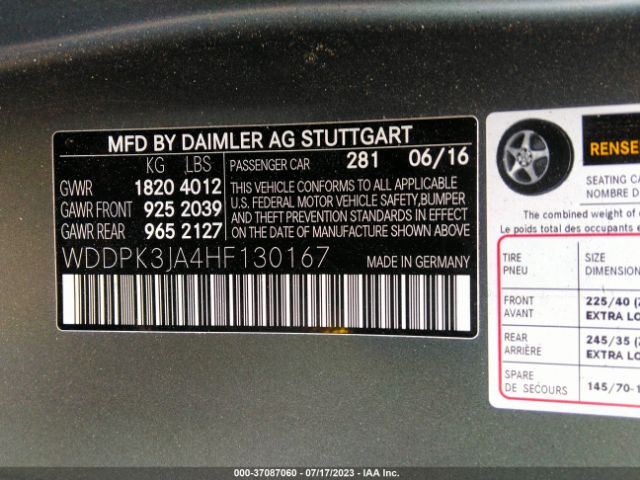 MFD BY DAIMLER AG STUTTGART
KG LBS
GVWR 1820 4012
GAWR FRONT 925 2039
GAWR REAR 965 2127
PASSENGER CAR 281 06/16
THIS VEHICLE CONFORMS TO ALL APPLICABLE
U.S. FEDERAL MOTOR VEHICLE SAFETY,BUMPER
AND THEFT PREVENTION STANDARDS IN EFFECT
ON DATE OF MANUFACTURE SHOWN ABOVE
WDDPK3JA4HF130167 MADE IN GERMANY
RENSE
SEATING CA
NOMBRE D
The combined weight of
Le poids total des occupants e
TIRE SIZE
PNEU DIMENSION
FRONT 225/40 (
AVANT EXTRA LO
REAR 245/35 (
ARRIÈRE EXTRA LO
SPARE
DE SECOURS 145/70-1
Copart 37087060 - 07/17/2023 - IAA Inc.